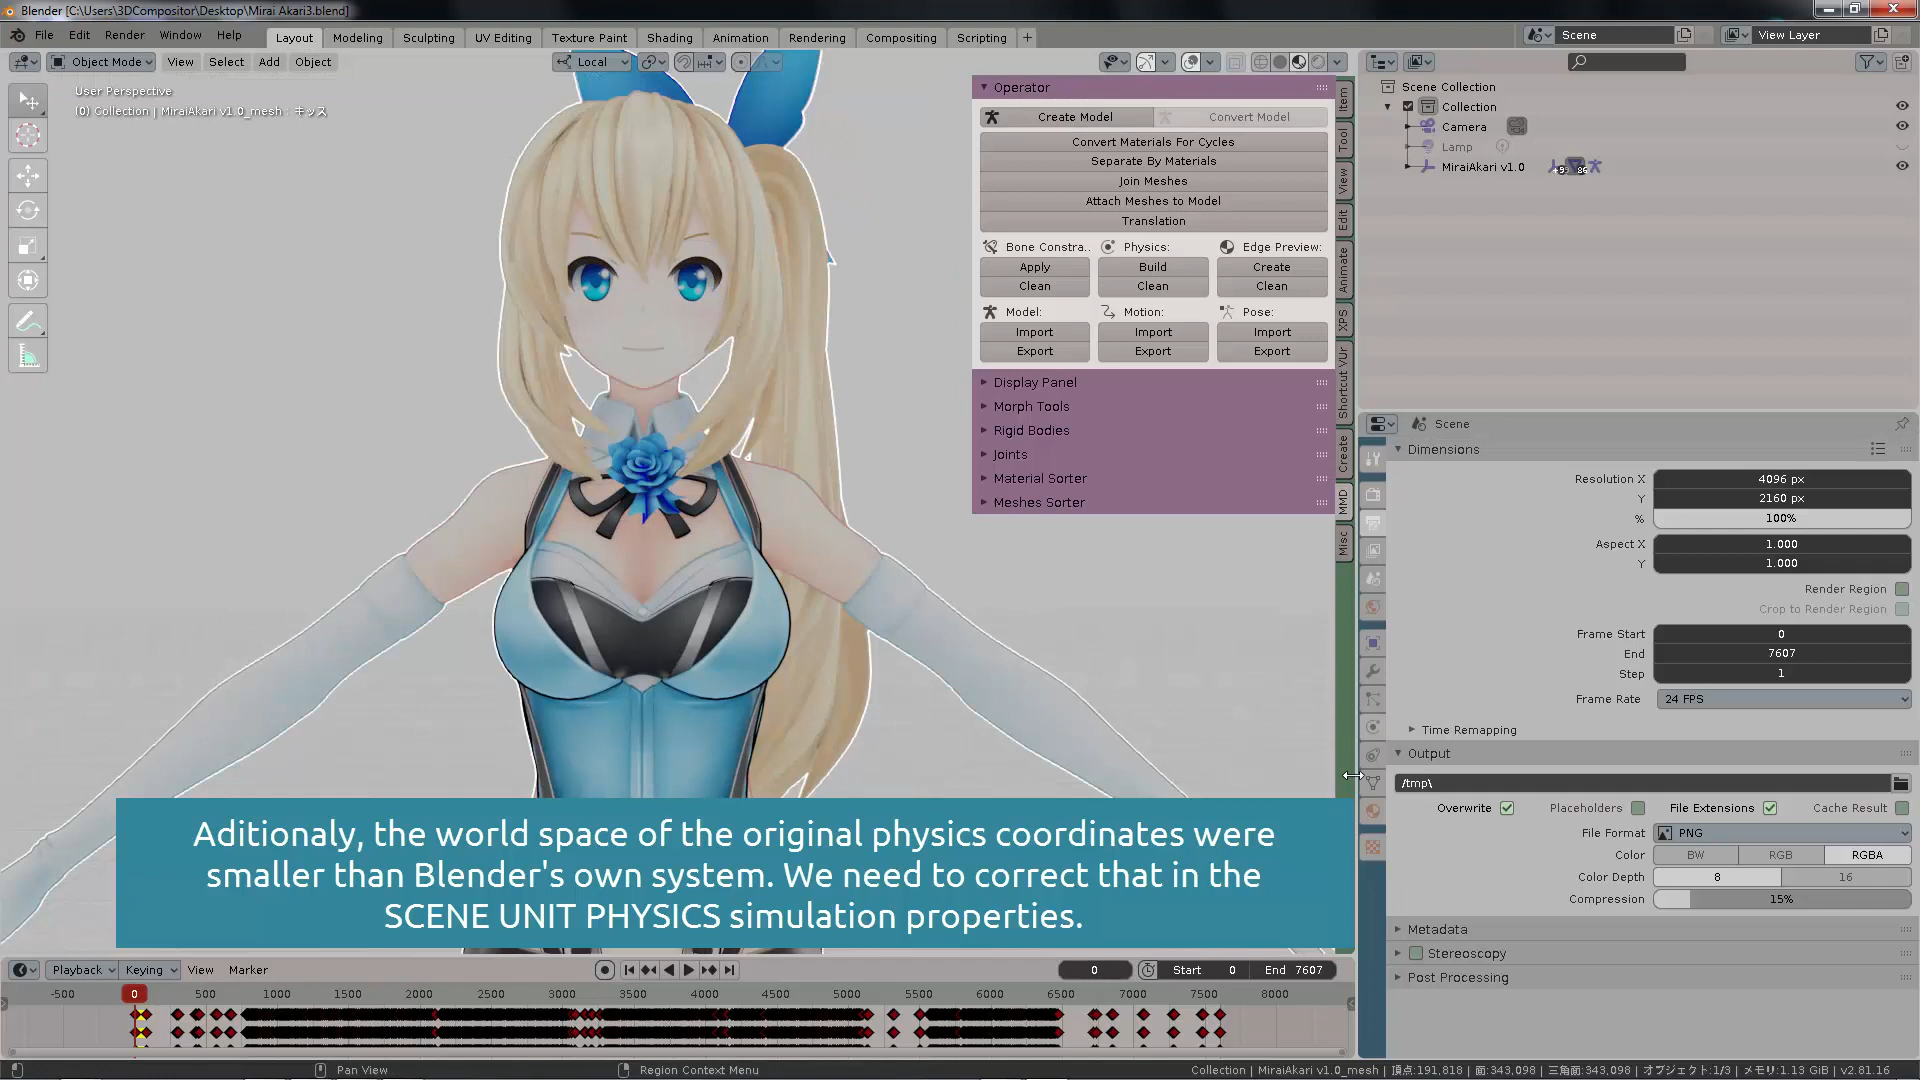 Blender [C:\Users\3DCompositor\Desktop\Mirai Akari3.blend]
File Edit Render Window Help
Layout Modeling Sculpting UV Editing Texture Paint Shading Animation Rendering Compositing Scripting +
Scene
View Layer
Object Mode View Select Add Object
Local
User Perspective
(0) Collection | MiraiAkari v1.0_mesh : キッス
Operator
Create Model Convert Model
Convert Materials For Cycles
Separate By Materials
Join Meshes
Attach Meshes to Model
Translation
Bone Constra.. Physics: Edge Preview:
Apply Build Create
Clean Clean Clean
Model: Motion: Pose:
Import Import Import
Export Export Export
Display Panel
Morph Tools
Rigid Bodies
Joints
Material Sorter
Meshes Sorter
Item
Tool
View
Edit
Animate
XPS
Shortcut VUr
Create
MMD
Misc
Scene Collection
Collection
Camera
Lamp
MiraiAkari v1.0
86
Scene
Dimensions
Resolution X 4096 px
Y 2160 px
% 100%
Aspect X 1.000
Y 1.000
Render Region
Crop to Render Region
Frame Start 0
End 7607
Step 1
Frame Rate 24 FPS
Time Remapping
Output
/tmp\
Overwrite Placeholders File Extensions Cache Result
File Format PNG
Color BW RGB RGBA
Color Depth 8 16
Compression 15%
Metadata
Stereoscopy
Post Processing
Aditionaly, the world space of the original physics coordinates were
smaller than Blender's own system. We need to correct that in the
SCENE UNIT PHYSICS simulation properties.
Playback Keying View Marker
0 Start 0 End 7607
-500 0 500 1000 1500 2000 2500 3000 3500 4000 4500 5000 5500 6000 6500 7000 7500 8000
Pan View
Region Context Menu
Collection | MiraiAkari v1.0_mesh | 頂点:191,818 | 面:343,098 | 三角面:343,098 | オブジェクト:1/3 | メモリ:1.13 GiB | v2.81.16